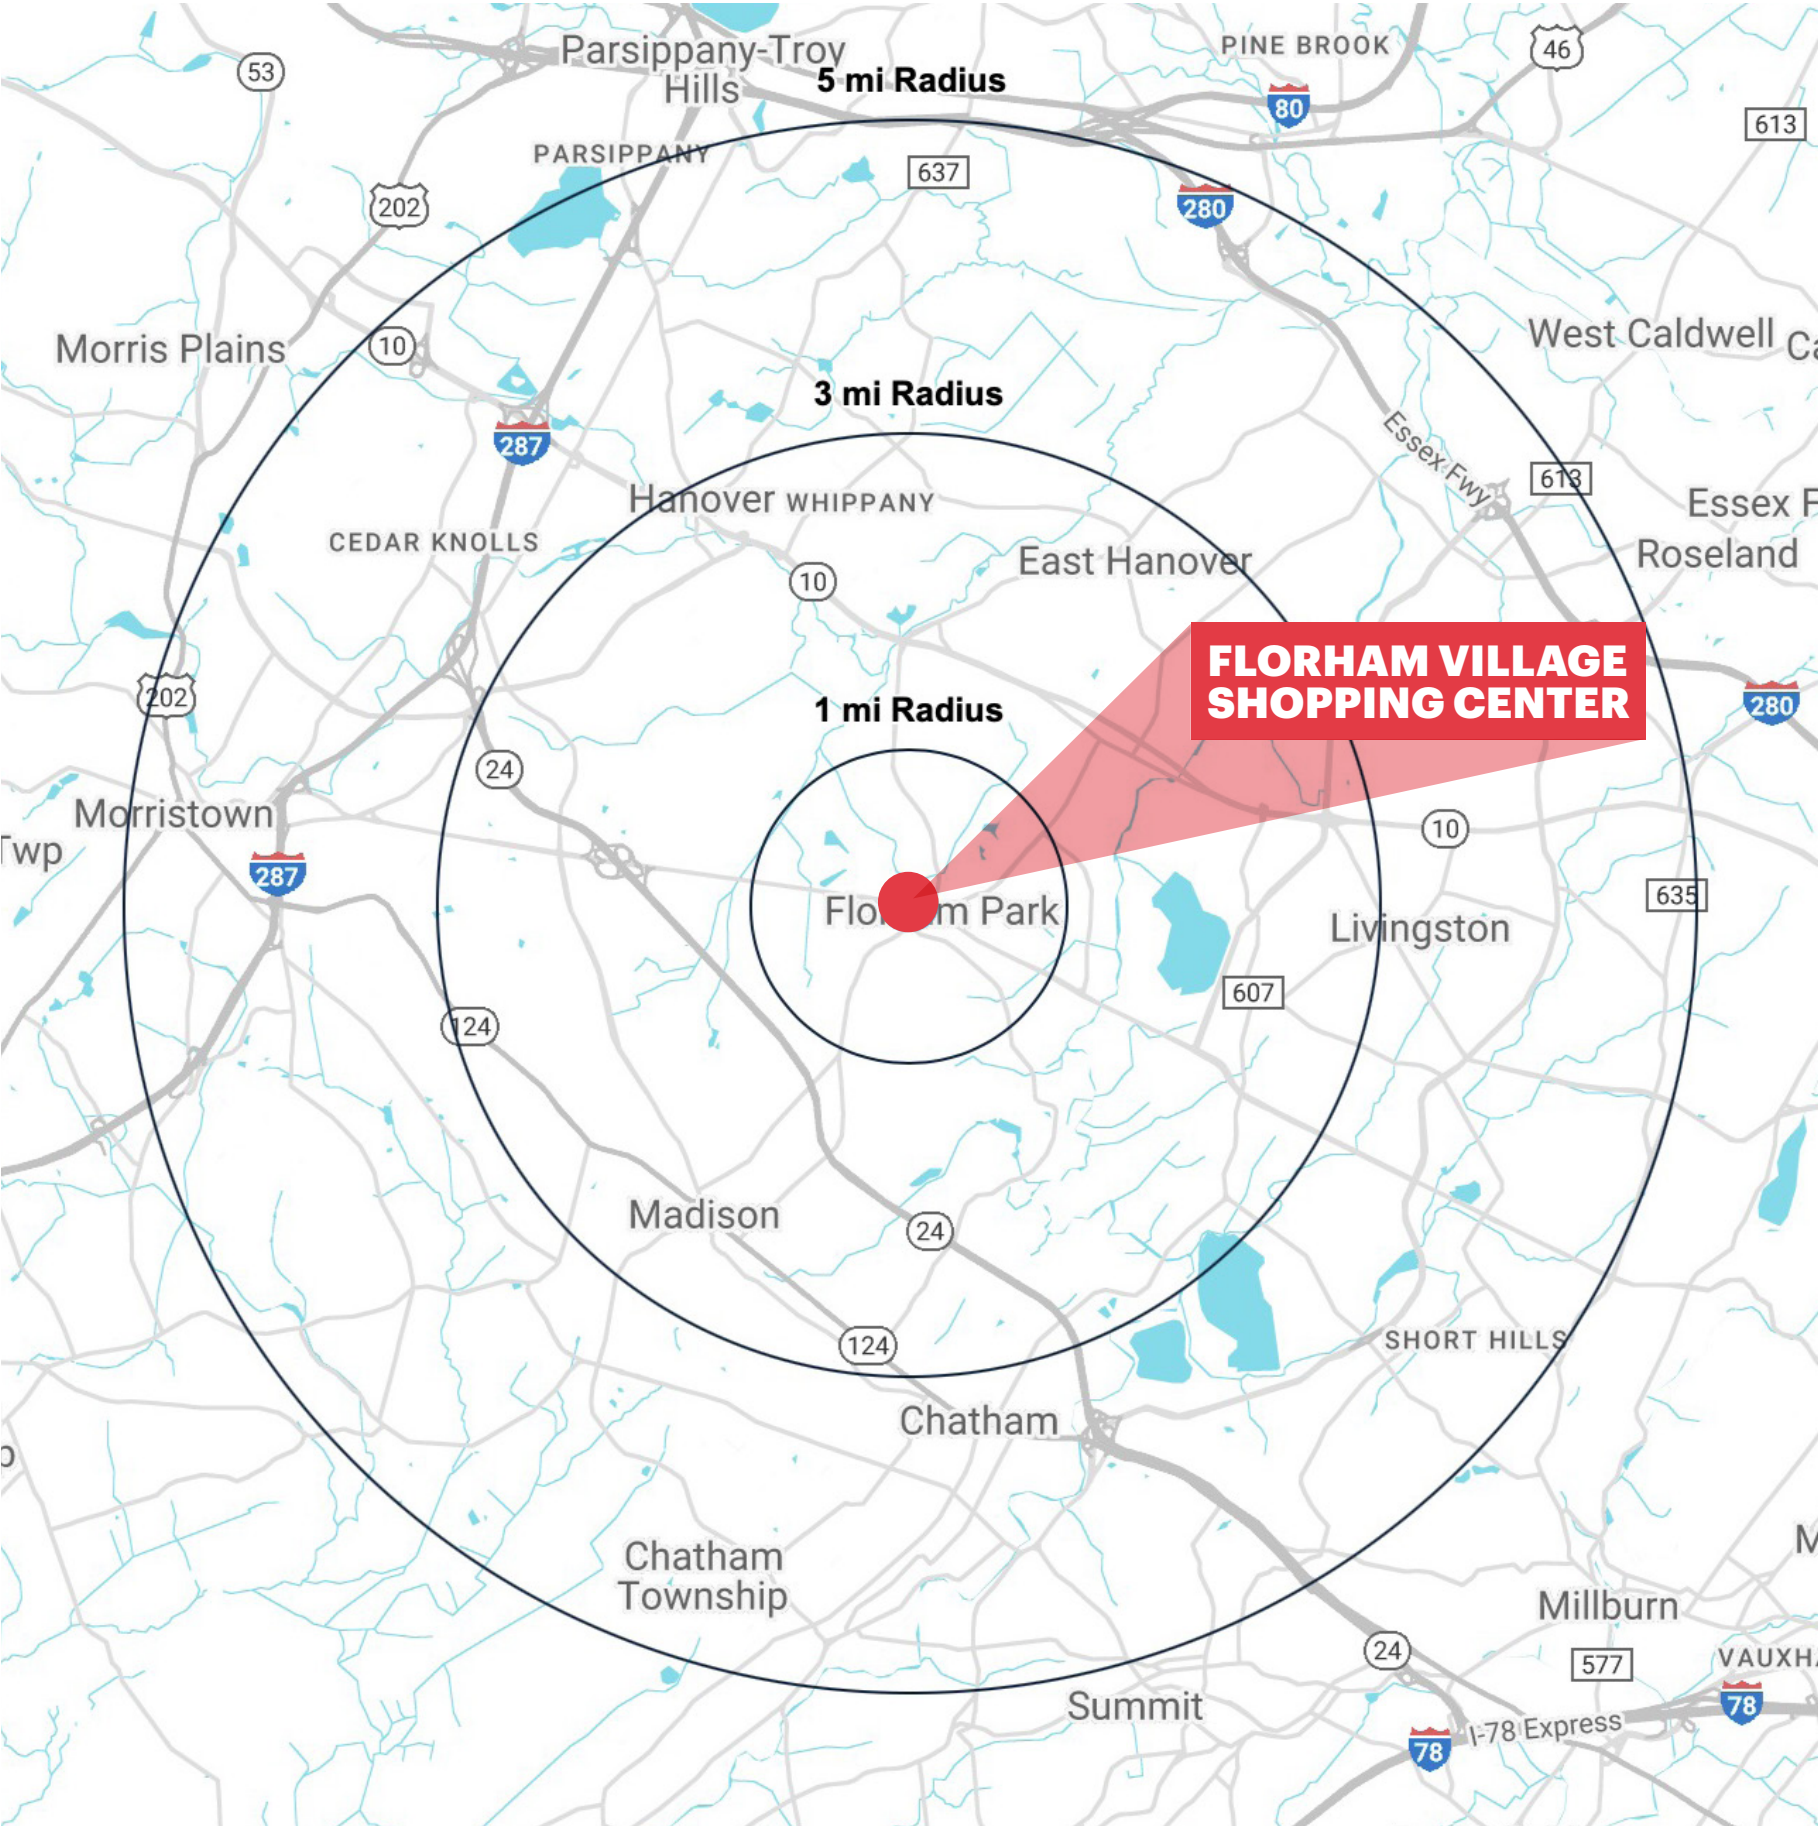 Parsippany-Troy
Hills
5 mi Radius
PINE BROOK
46
53
80
613
PARSIPPANY
637
202
280
Morris Plains
10
West Caldwell
3 mi Radius
287
Essex Fwy
613
Hanover
WHIPPANY
Essex F
CEDAR KNOLLS
East Hanover
Roseland
10
FLORHAM VILLAGE
SHOPPING CENTER
202
280
1 mi Radius
24
Morristown
10
Twp
287
635
Florham Park
Livingston
607
124
Madison
24
124
SHORT HILLS
Chatham
Chatham
Township
Millburn
24
577
VAUXHA
Summit
78
I-78 Express
78